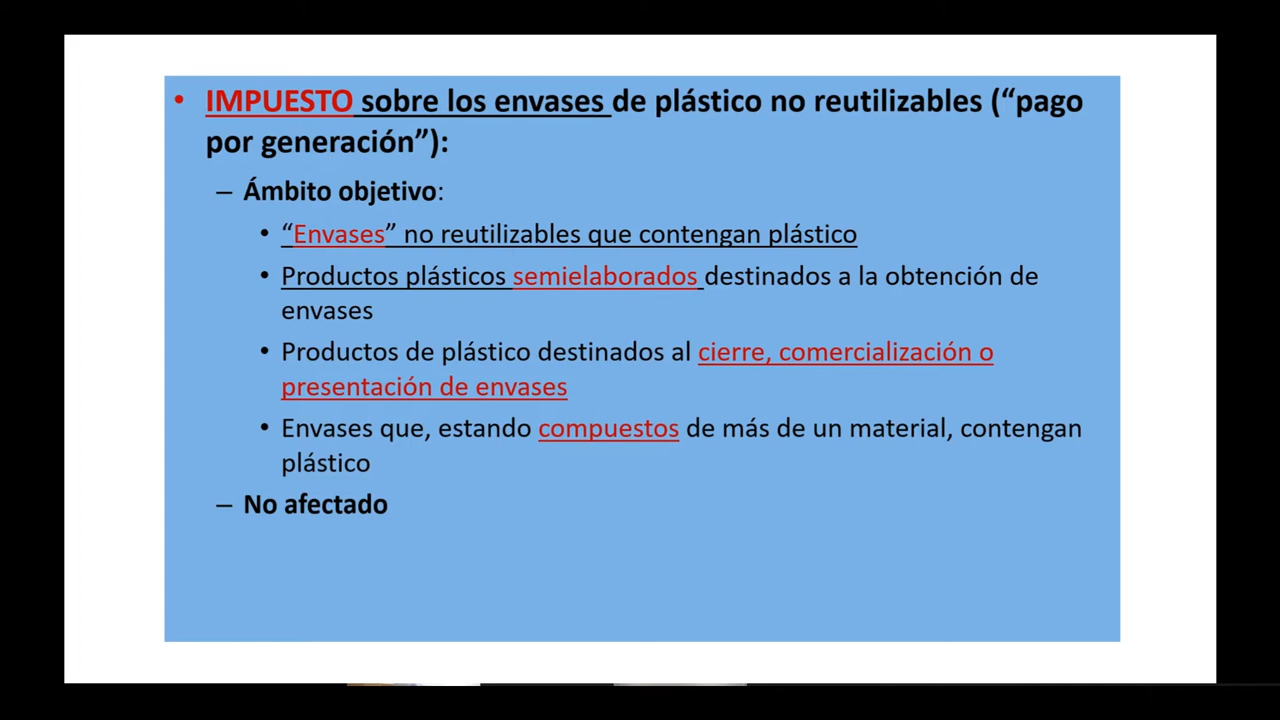 • IMPUESTO sobre los envases de plástico no reutilizables (“pago
por generación”):
– Ámbito objetivo:
• “Envases” no reutilizables que contengan plástico
• Productos plásticos semielaborados destinados a la obtención de
envases
• Productos de plástico destinados al cierre, comercialización o
presentación de envases
• Envases que, estando compuestos de más de un material, contengan
plástico
– No afectado